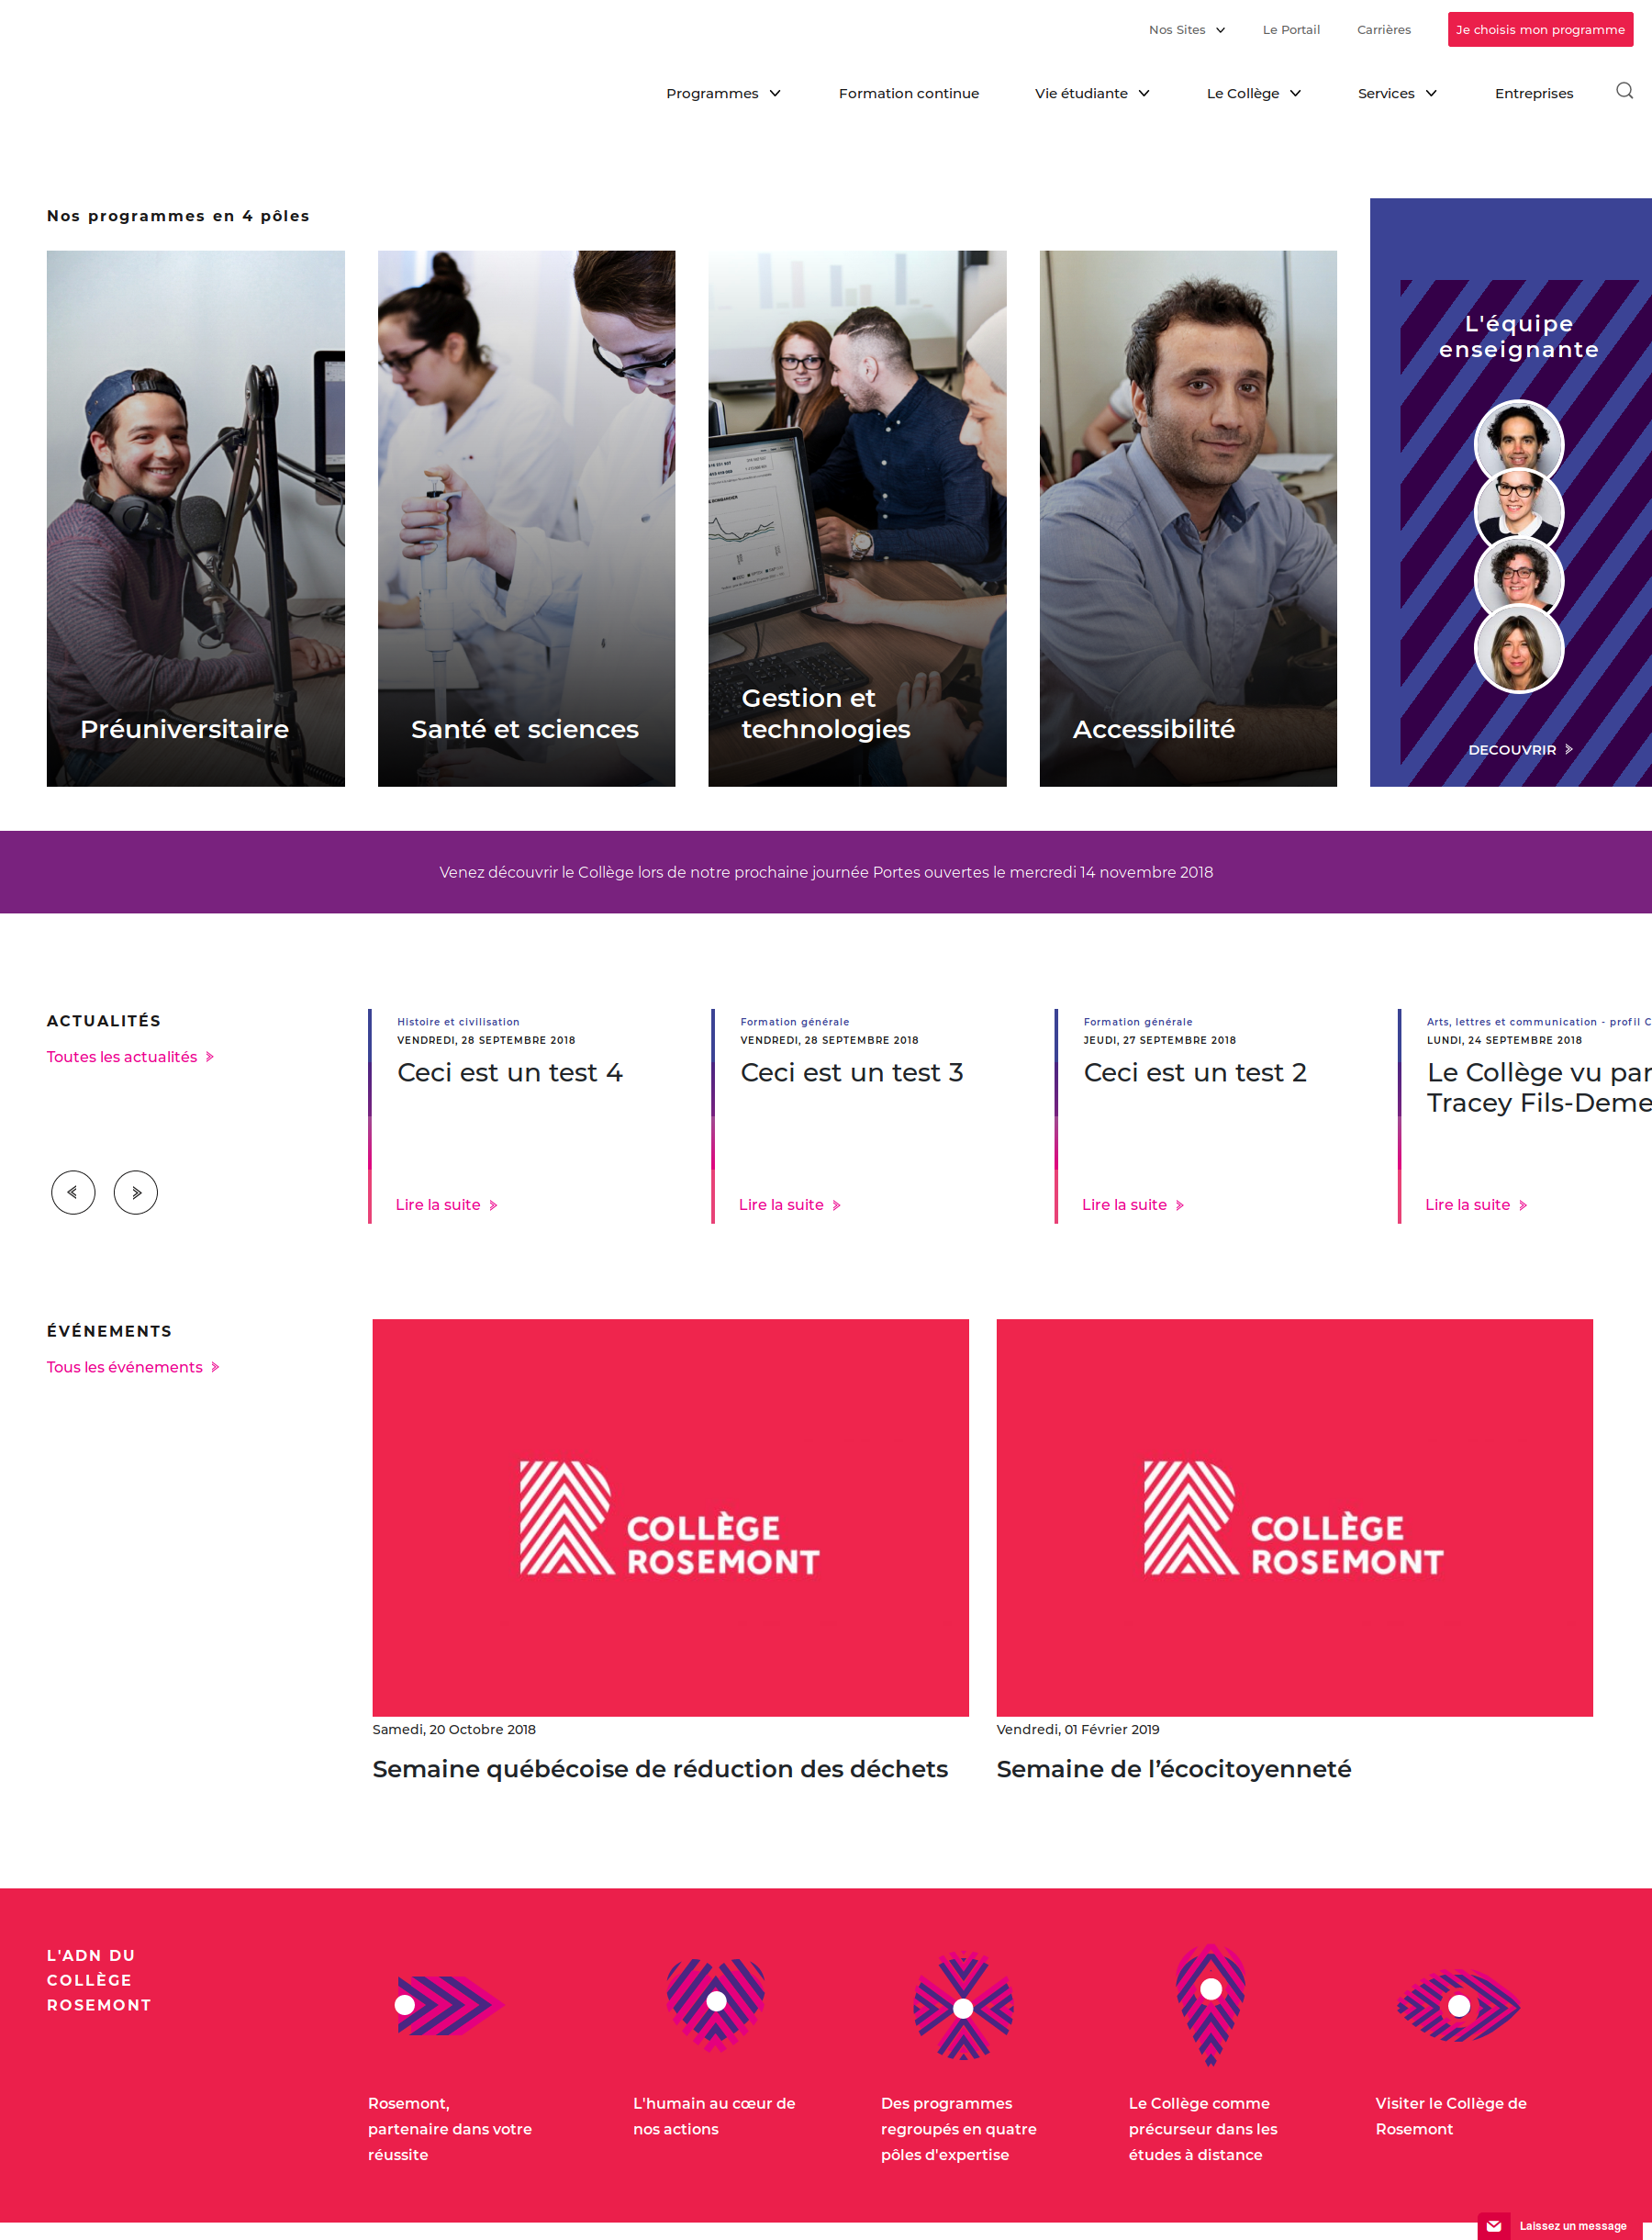 Nos Sites
Le Portail
Carrières
Je choisis mon programme
Programmes
Formation continue
Vie étudiante
Le Collège
Services
Entreprises
Nos programmes en 4 pôles
Préuniversitaire
Santé et sciences
Gestion et
technologies
Accessibilité
L'équipe
enseignante
DECOUVRIR
Venez découvrir le Collège lors de notre prochaine journée Portes ouvertes le mercredi 14 novembre 2018
ACTUALITÉS
Toutes les actualités
Histoire et civilisation
VENDREDI, 28 SEPTEMBRE 2018
Ceci est un test 4
Lire la suite
Formation générale
VENDREDI, 28 SEPTEMBRE 2018
Ceci est un test 3
Lire la suite
Formation générale
JEUDI, 27 SEPTEMBRE 2018
Ceci est un test 2
Lire la suite
Arts, lettres et communication - profil C
LUNDI, 24 SEPTEMBRE 2018
Le Collège vu par
Tracey Fils-Deme
Lire la suite
ÉVÉNEMENTS
Tous les événements
COLLÈGE
ROSEMONT
Samedi, 20 Octobre 2018
Semaine québécoise de réduction des déchets
COLLÈGE
ROSEMONT
Vendredi, 01 Février 2019
Semaine de l’écocitoyenneté
L'ADN DU
COLLÈGE
ROSEMONT
Rosemont,
partenaire dans votre
réussite
L'humain au cœur de
nos actions
Des programmes
regroupés en quatre
pôles d'expertise
Le Collège comme
précurseur dans les
études à distance
Visiter le Collège de
Rosemont
Laissez un message